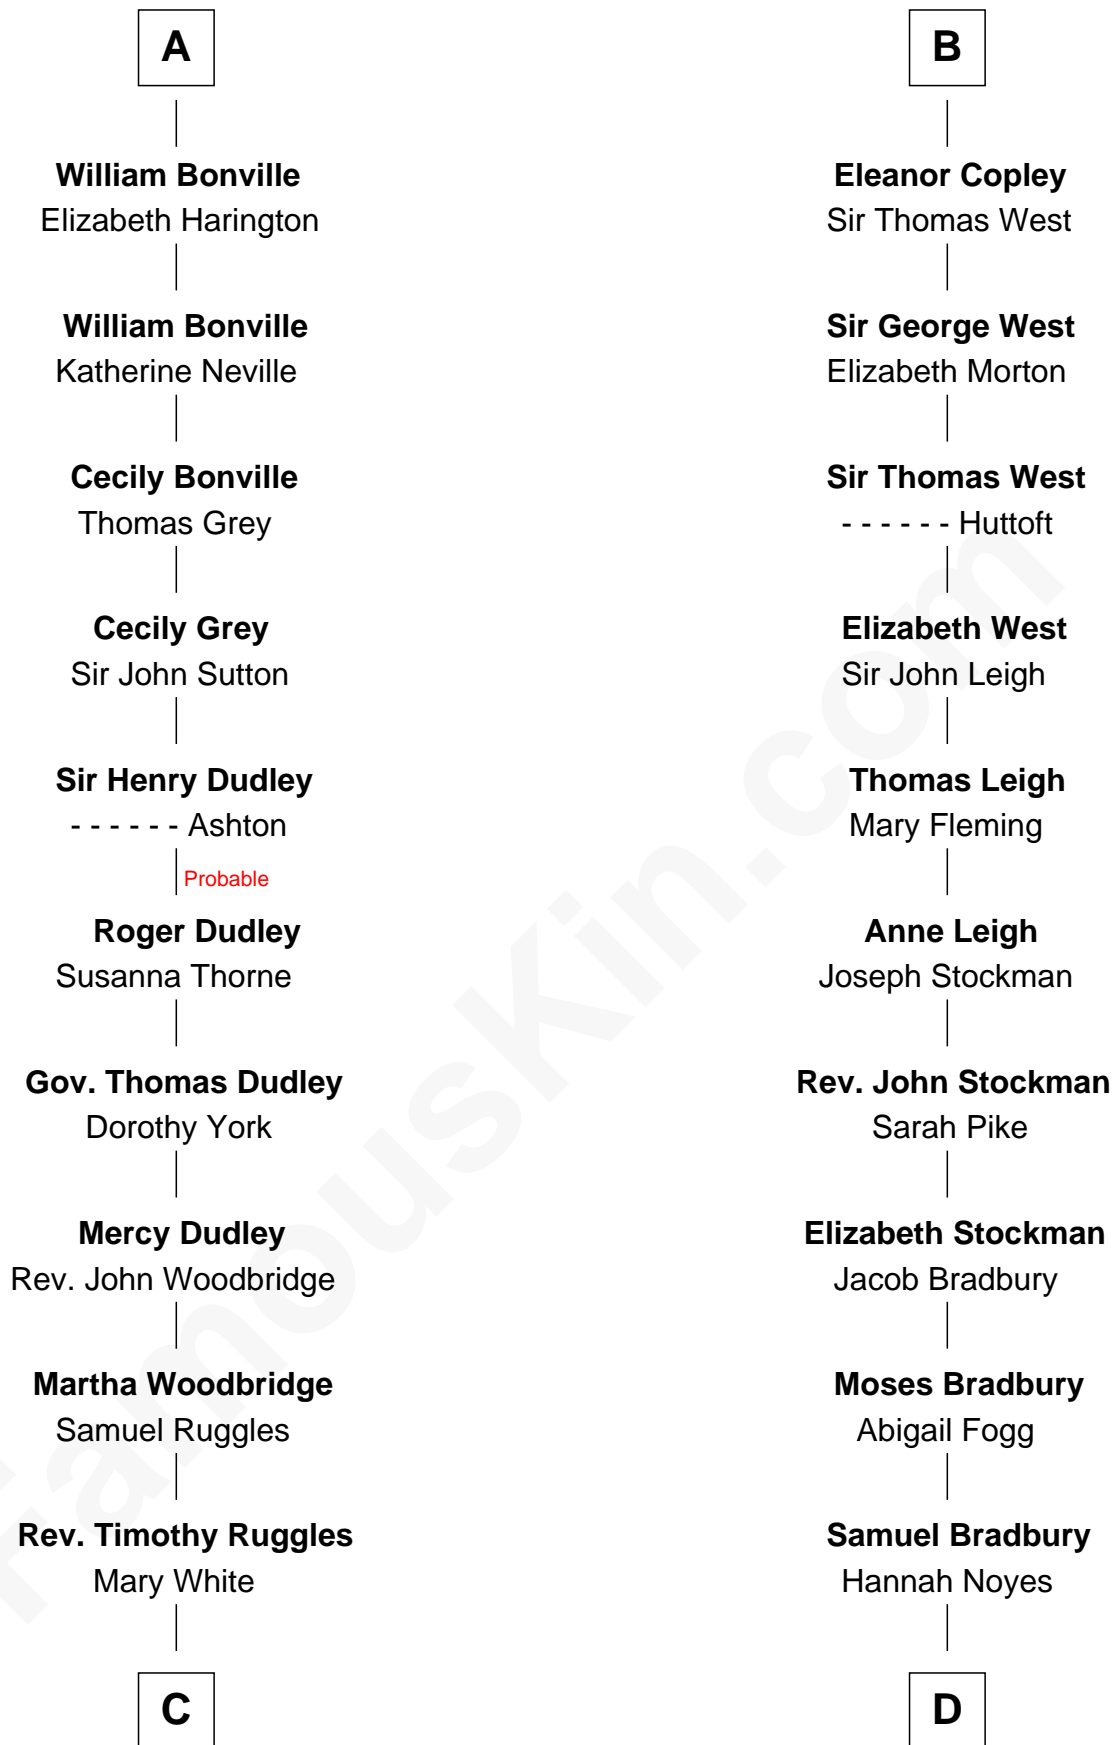 A
William Bonville
Elizabeth Harington
William Bonville
Katherine Neville
Cecily Bonville
Thomas Grey
Cecily Grey
Sir John Sutton
Sir Henry Dudley
- - - - - - Ashton
Probable
Roger Dudley
Susanna Thorne
Gov. Thomas Dudley
Dorothy York
Mercy Dudley
Rev. John Woodbridge
Martha Woodbridge
Samuel Ruggles
Rev. Timothy Ruggles
Mary White
C
B
Eleanor Copley
Sir Thomas West
Sir George West
Elizabeth Morton
Sir Thomas West
- - - - - - Huttoft
Elizabeth West
Sir John Leigh
Thomas Leigh
Mary Fleming
Anne Leigh
Joseph Stockman
Rev. John Stockman
Sarah Pike
Elizabeth Stockman
Jacob Bradbury
Moses Bradbury
Abigail Fogg
Samuel Bradbury
Hannah Noyes
D
FamousKin.com